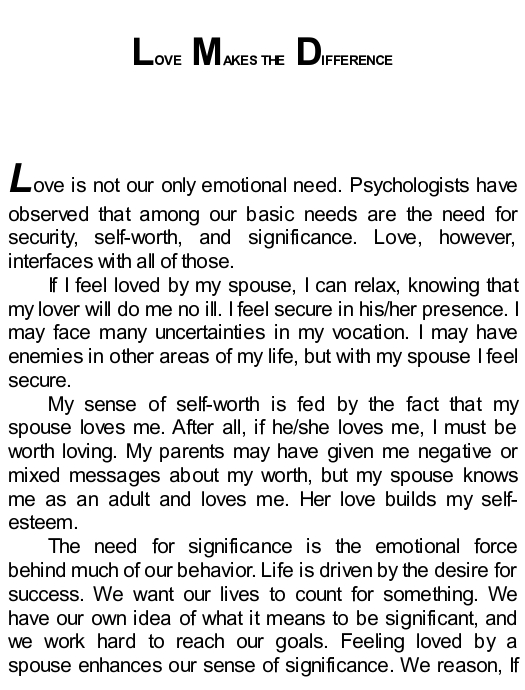 LOVE MAKES THE DIFFERENCE
Love is not our only emotional need. Psychologists have
observed that among our basic needs are the need for
security, self-worth, and significance. Love, however,
interfaces with all of those.
If I feel loved by my spouse, I can relax, knowing that
my lover will do me no ill. I feel secure in his/her presence. I
may face many uncertainties in my vocation. I may have
enemies in other areas of my life, but with my spouse I feel
secure.
My sense of self-worth is fed by the fact that my
spouse loves me. After all, if he/she loves me, I must be
worth loving. My parents may have given me negative or
mixed messages about my worth, but my spouse knows
me as an adult and loves me. Her love builds my self-
esteem.
The need for significance is the emotional force
behind much of our behavior. Life is driven by the desire for
success. We want our lives to count for something. We
have our own idea of what it means to be significant, and
we work hard to reach our goals. Feeling loved by a
spouse enhances our sense of significance. We reason, If